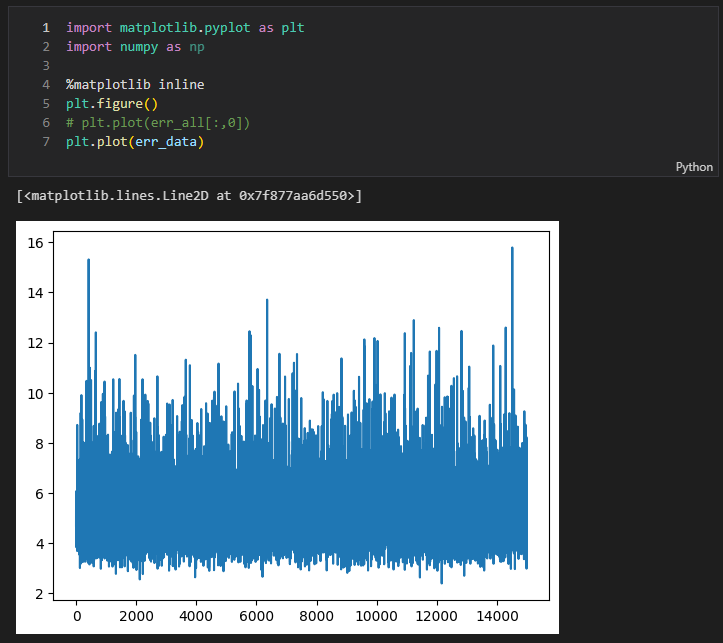 1 import matplotlib.pyplot as plt
2 import numpy as np
3
4 %matplotlib inline
5 plt.figure()
6 # plt.plot(err_all[:,0])
7 plt.plot(err_data)
Python
[<matplotlib.lines.Line2D at 0x7f877aa6d550>]
16
14
12
10
8
6
4
2
0 2000 4000 6000 8000 10000 12000 14000